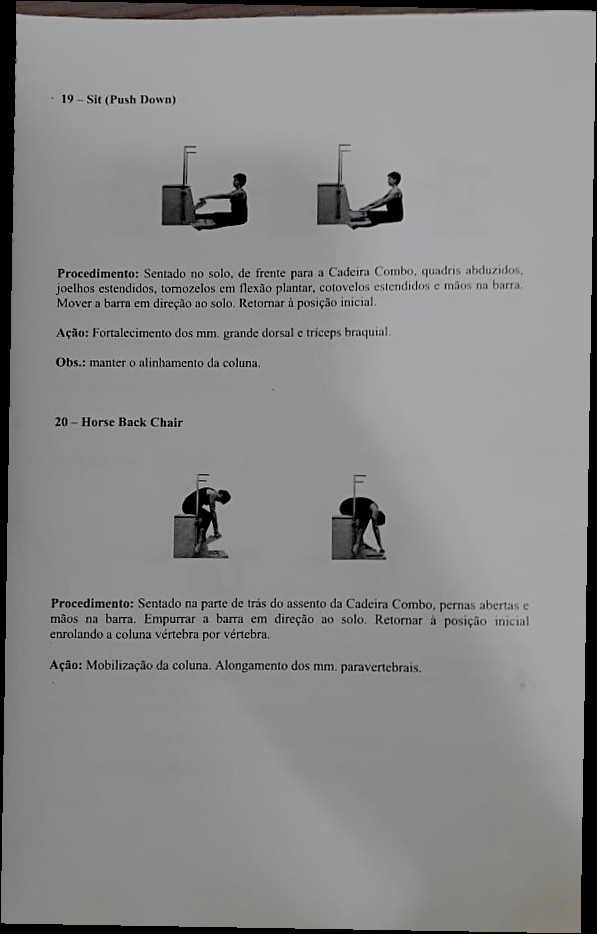 19 – Sit (Push Down)
Procedimento: Sentado no solo, de frente para a Cadeira Combo, quadris abduzidos,
joelhos estendidos, tornozelos em flexão plantar, cotovelos estendidos e mãos na barra.
Mover a barra em direção ao solo. Retornar à posição inicial.
Ação: Fortalecimento dos mm. grande dorsal e tríceps braquial.
Obs.: manter o alinhamento da coluna.
20 – Horse Back Chair
Procedimento: Sentado na parte de trás do assento da Cadeira Combo, pernas abertas e
mãos na barra. Empurrar a barra em direção ao solo. Retornar à posição inicial
enrolando a coluna vértebra por vértebra.
Ação: Mobilização da coluna. Alongamento dos mm. paravertebrais.